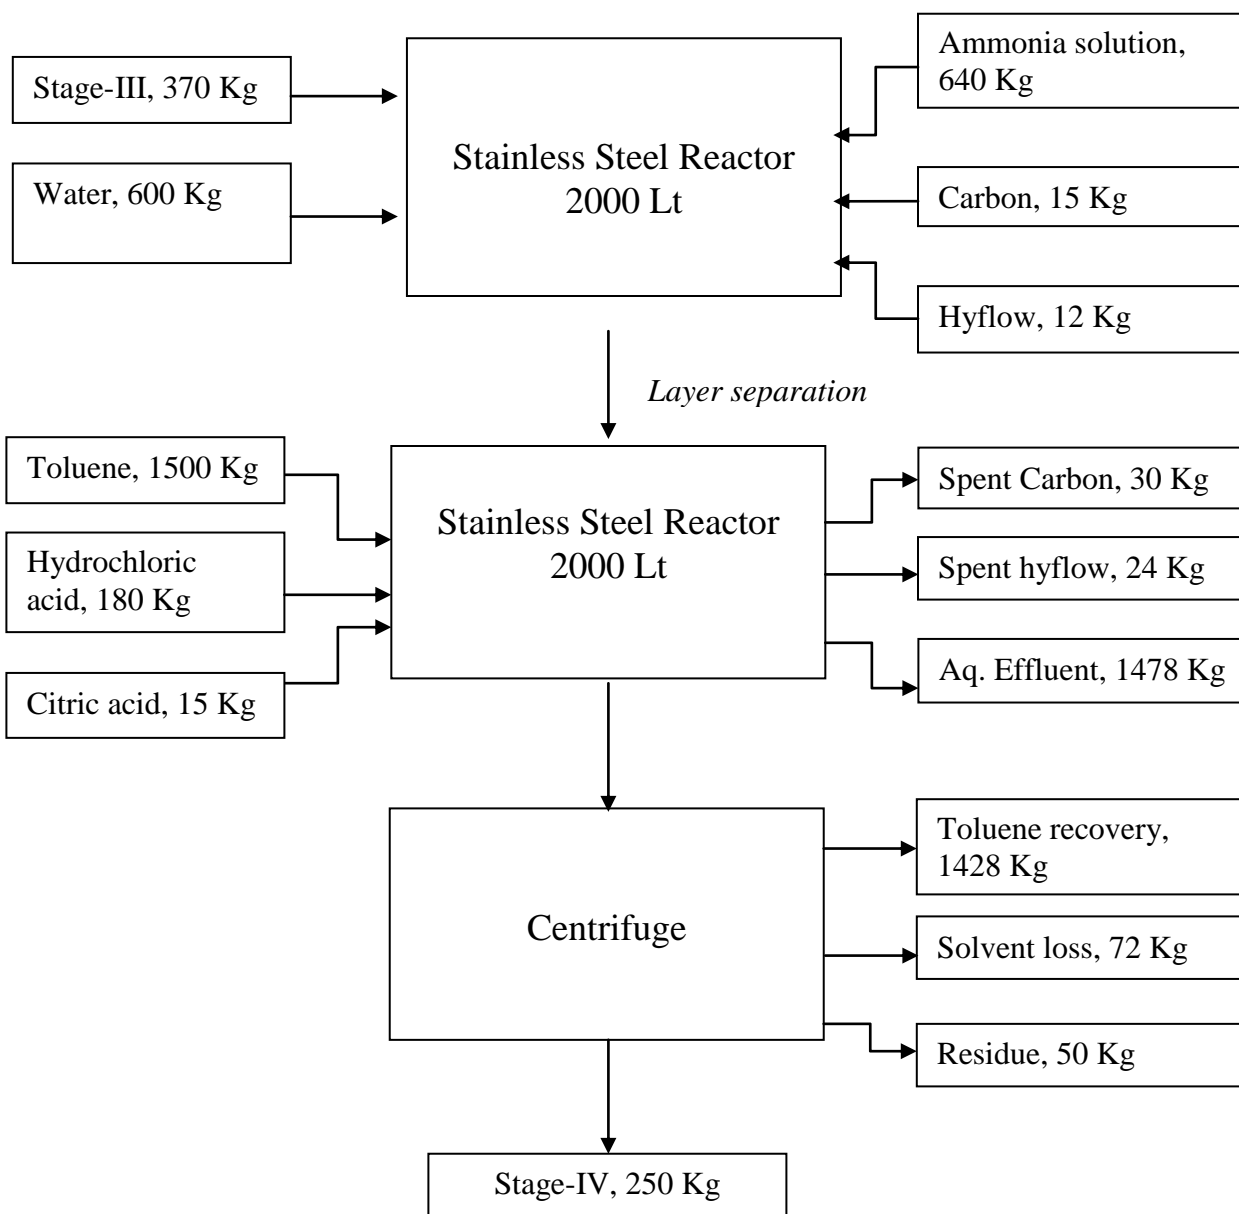 Stage-III, 370 Kg
Water, 600 Kg
Stainless Steel Reactor
2000 Lt
Ammonia solution,
640 Kg
Carbon, 15 Kg
Hyflow, 12 Kg
Layer separation
Toluene, 1500 Kg
Hydrochloric
acid, 180 Kg
Citric acid, 15 Kg
Stainless Steel Reactor
2000 Lt
Spent Carbon, 30 Kg
Spent hyflow, 24 Kg
Aq. Effluent, 1478 Kg
Centrifuge
Toluene recovery,
1428 Kg
Solvent loss, 72 Kg
Residue, 50 Kg
Stage-IV, 250 Kg